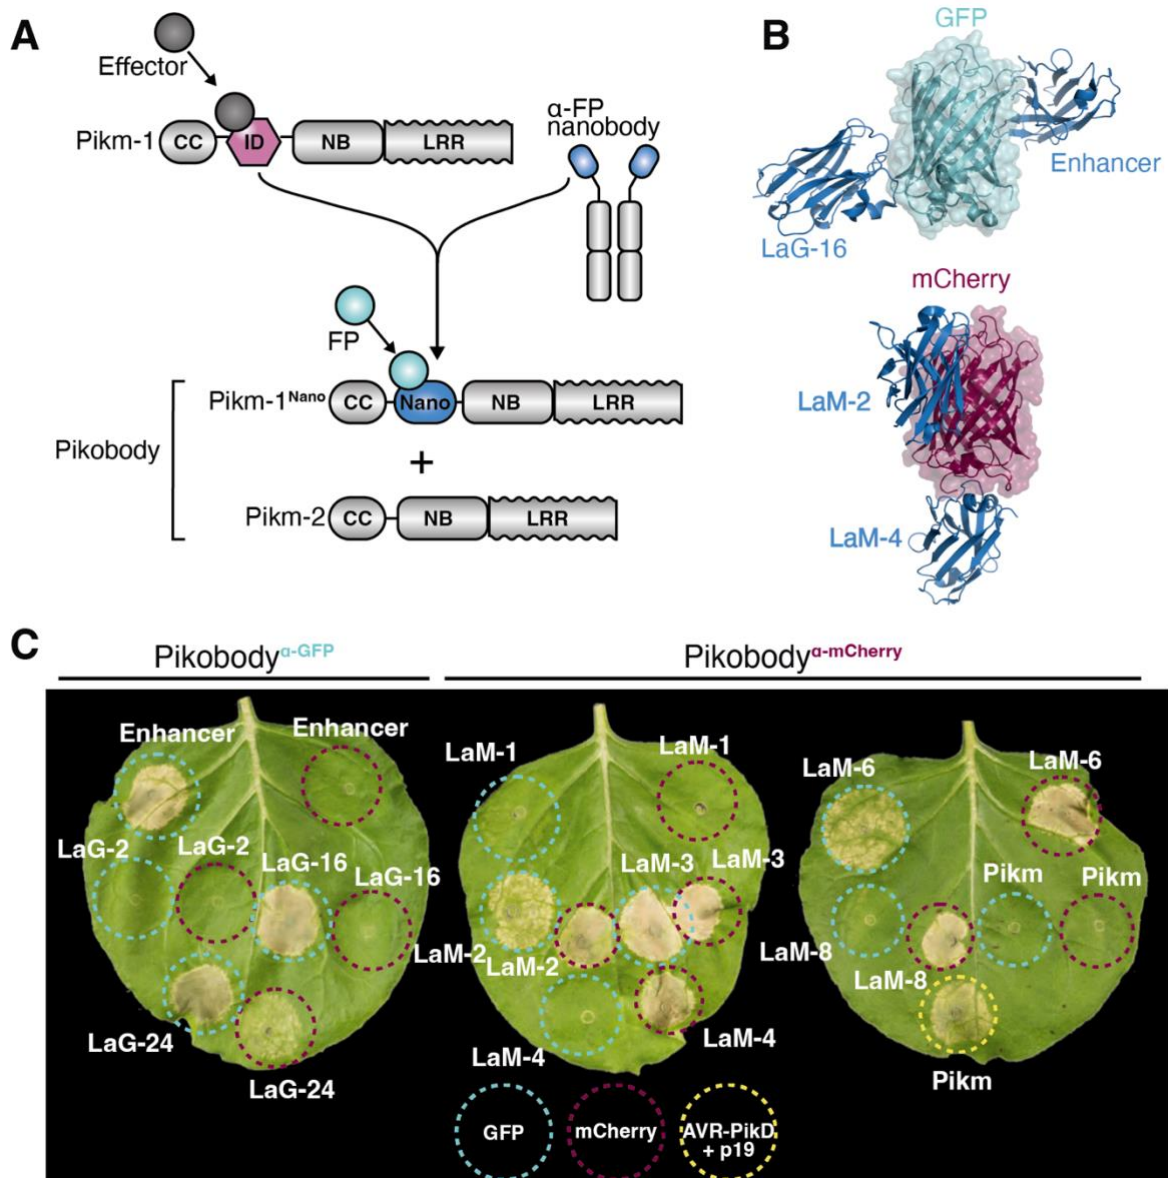 A
Effector
Pikm-1
CC
ID
NB
LRR
α-FP
nanobody
FP
Pikm-1Nano
CC
Nano
NB
LRR
Pikobody
+
Pikm-2
CC
NB
LRR
B
GFP
Enhancer
LaG-16
mCherry
LaM-2
LaM-4
C
Pikobodyα-GFP
Pikobodyα-mCherry
Enhancer
Enhancer
LaG-2
LaG-2
LaG-16
LaG-16
LaG-24
LaG-24
LaM-1
LaM-1
LaM-3
LaM-3
LaM-2
LaM-2
LaM-4
LaM-4
LaM-6
LaM-6
Pikm
Pikm
LaM-8
LaM-8
Pikm
GFP
mCherry
AVR-PikD
+ p19